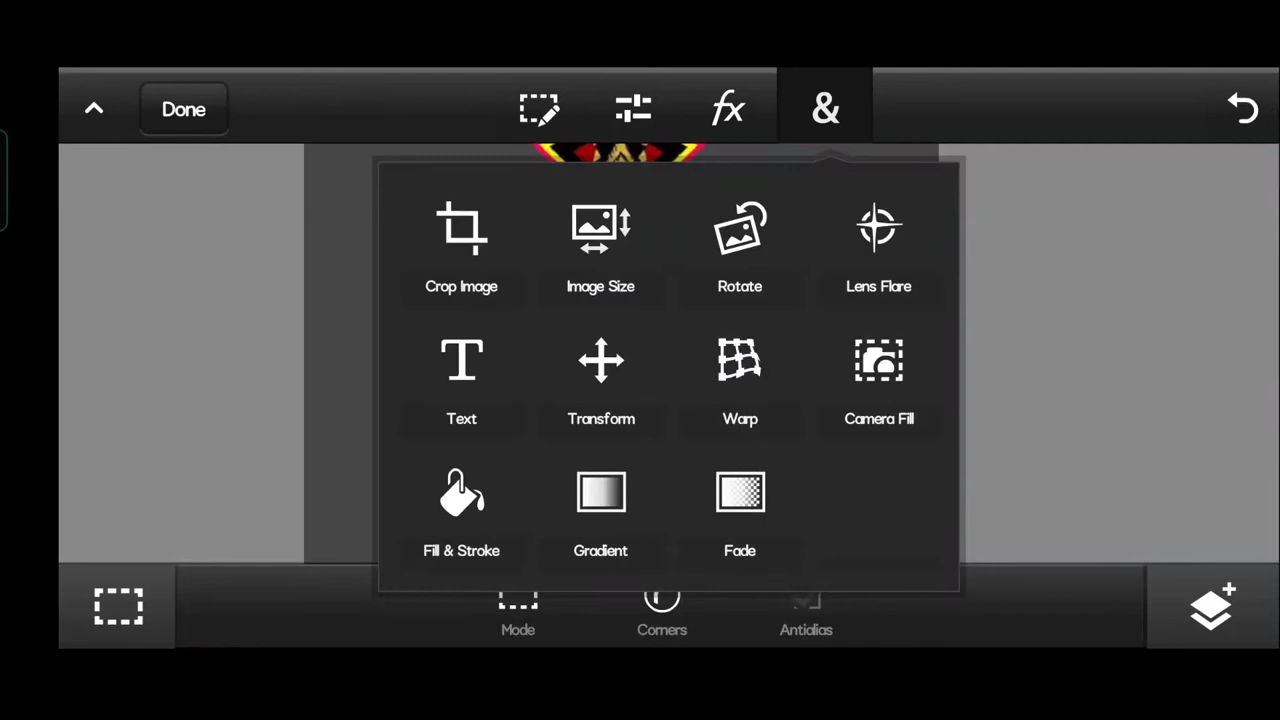 Done
fx
&
Crop Image
Image Size
Rotate
Lens Flare
Text
Transform
Warp
Camera Fill
Fill & Stroke
Gradient
Fade
Mode
Corners
Antialias